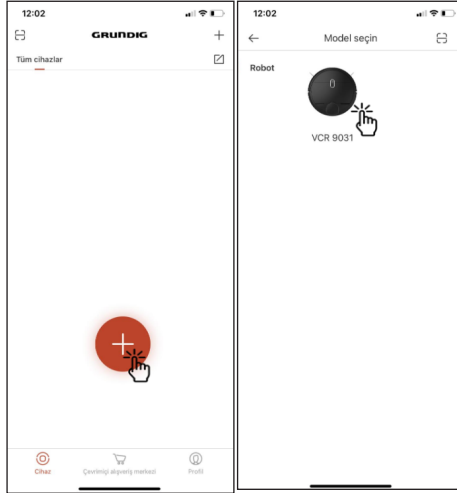 12:02
GRUNDIG
Tüm cihazlar
Cihaz
Çevrimiçi alışveriş merkezi
Profil
12:02
Model seçin
Robot
VCR 9031